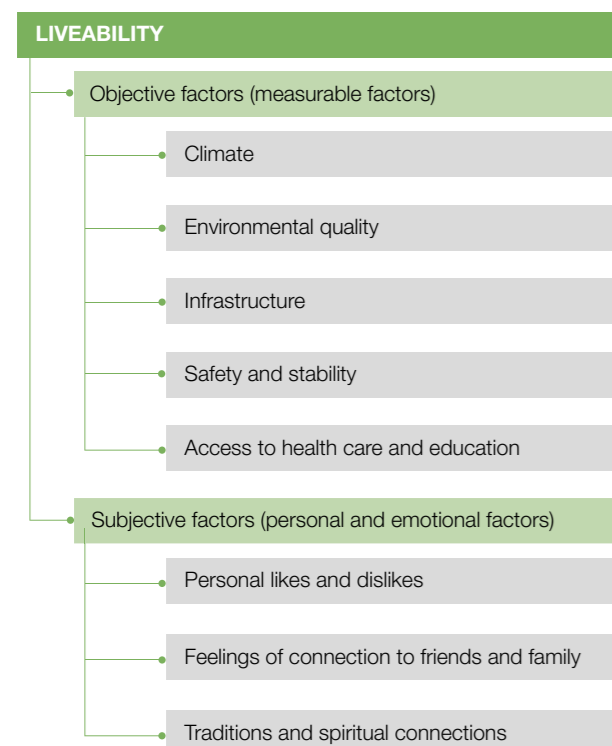 LIVEABILITY
Objective factors (measurable factors)
Climate
Environmental quality
Infrastructure
Safety and stability
Access to health care and education
Subjective factors (personal and emotional factors)
Personal likes and dislikes
Feelings of connection to friends and family
Traditions and spiritual connections